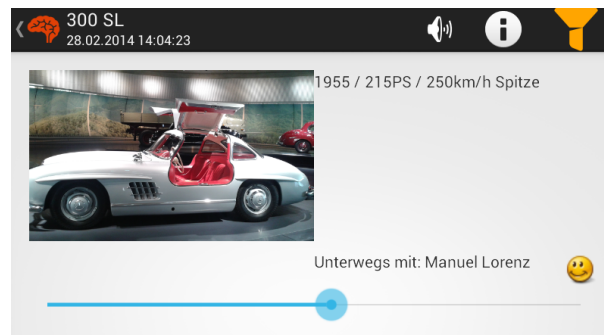 300 SL
28.02.2014 14:04:23
1955 / 215PS / 250km/h Spitze
Unterwegs mit: Manuel Lorenz